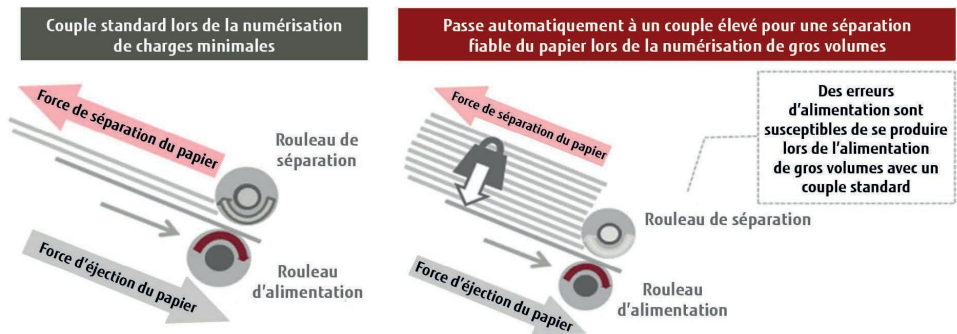 Couple standard lors de la numérisation
de charges minimales
Force de séparation du papier
Rouleau de
séparation
Force d'éjection du papier
Rouleau
d'alimentation
Passe automatiquement à un couple élevé pour une séparation
fiable du papier lors de la numérisation de gros volumes
Force de séparation du papier
Des erreurs
d'alimentation sont
susceptibles de se produire
lors de l'alimentation
de gros volumes avec un
couple standard
Rouleau de séparation
Force d'éjection du papier
Rouleau
d'alimentation